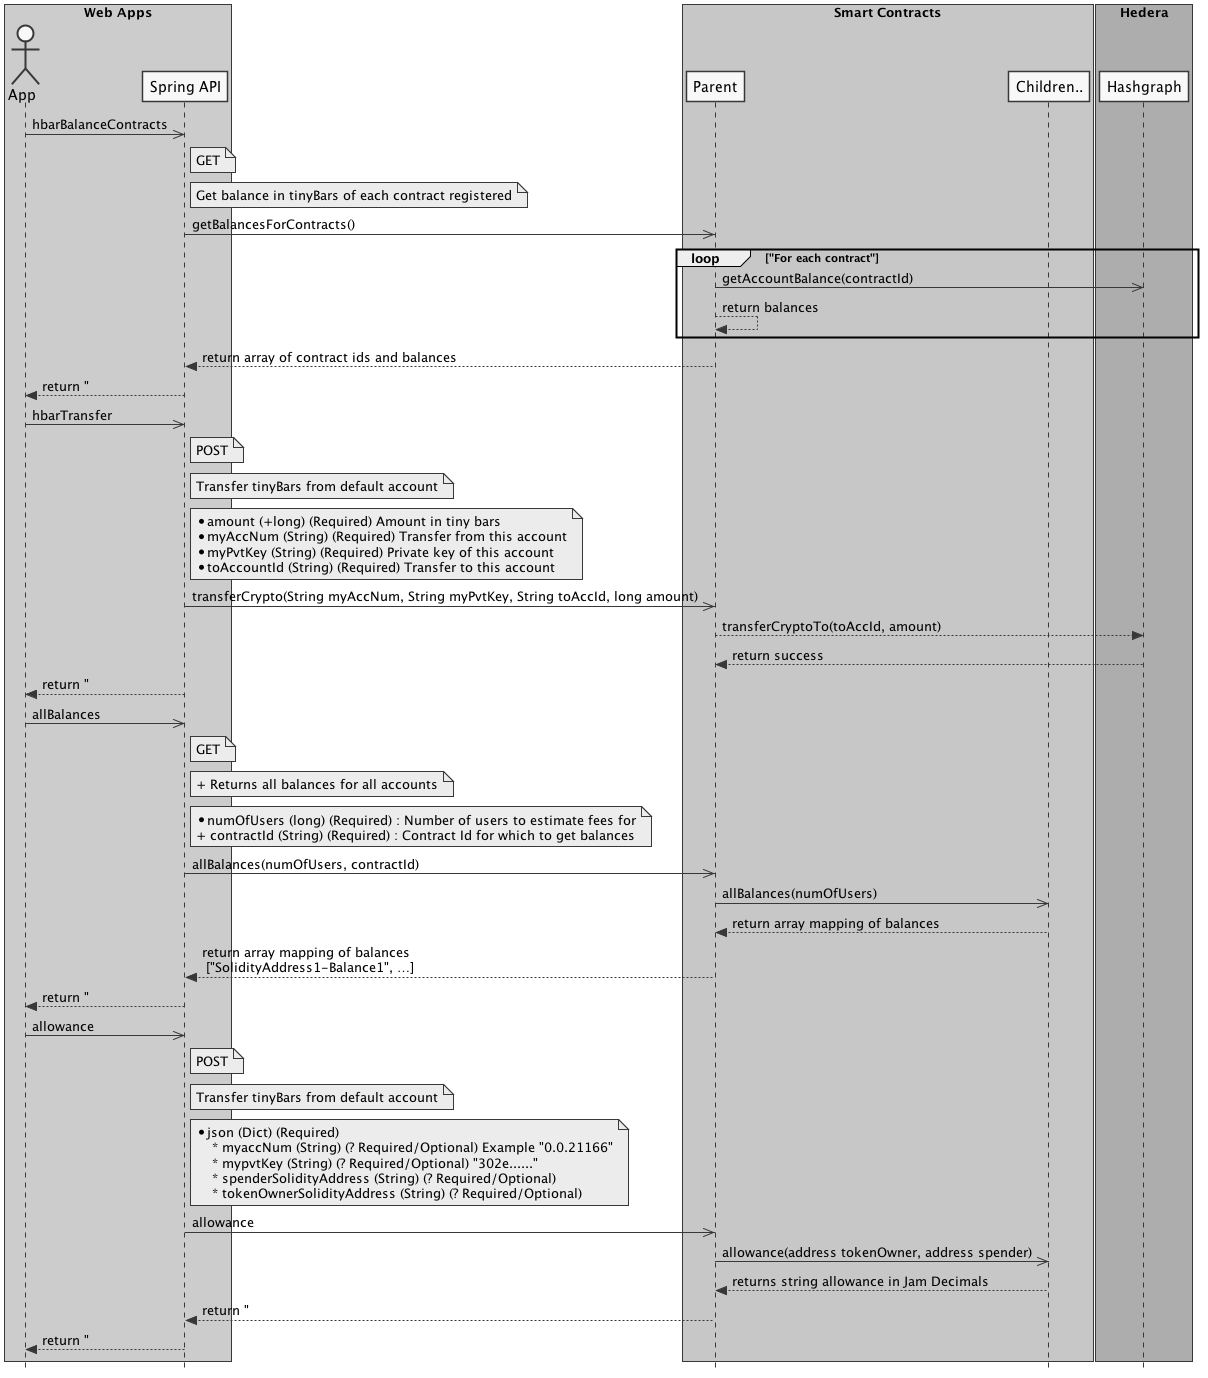 Web Apps
Smart Contracts
Hedera
App
Spring API
Parent
Children..
Hashgraph
hbarBalanceContracts
GET
Get balance in tinyBars of each contract registered
getBalancesForContracts()
loop
["For each contract"]
getAccountBalance(contractId)
return balances
return array of contract ids and balances
return "
hbarTransfer
POST
Transfer tinyBars from default account
• amount (+long) (Required) Amount in tiny bars
• myAccNum (String) (Required) Transfer from this account
• myPvtKey (String) (Required) Private key of this account
• toAccountId (String) (Required) Transfer to this account
transferCrypto(String myAccNum, String myPvtKey, String toAccId, long amount)
transferCryptoTo(toAccId, amount)
return success
return "
allBalances
GET
+ Returns all balances for all accounts
• numOfUsers (long) (Required) : Number of users to estimate fees for
+ contractId (String) (Required) : Contract Id for which to get balances
allBalances(numOfUsers, contractId)
allBalances(numOfUsers)
return array mapping of balances
return array mapping of balances
["SolidityAddress1-Balance1", ...]
return "
allowance
POST
Transfer tinyBars from default account
• json (Dict) (Required)
* myaccNum (String) (? Required/Optional) Example "0.0.21166"
* mypvtKey (String) (? Required/Optional) "302e......"
* spenderSolidityAddress (String) (? Required/Optional)
* tokenOwnerSolidityAddress (String) (? Required/Optional)
allowance
allowance(address tokenOwner, address spender)
returns string allowance in Jam Decimals
return "
return "